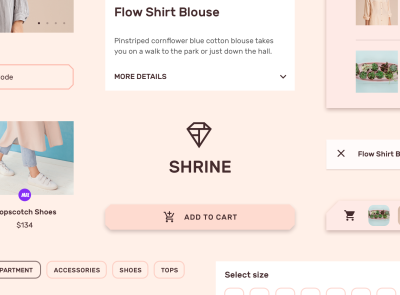 Flow Shirt Blouse
Pinstriped cornflower blue cotton blouse takes
you on a walk to the park or just down the hall.
MORE DETAILS
ode
SHRINE
opscotch Shoes
$134
Flow Shirt B
ADD TO CART
PARTMENT
ACCESSORIES
SHOES
TOPS
Select size